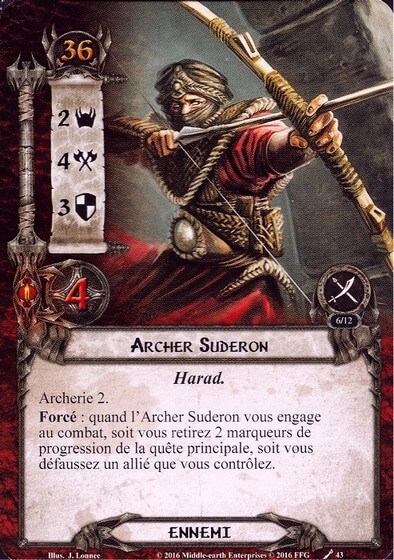 36
2
4
3
4
6/12
ARCHER SUDERON
Harad.
Archerie 2.
Forcé : quand l'Archer Suderon vous engage
au combat, soit vous retirez 2 marqueurs de
progression de la quête principale, soit vous
défaussez un allié que vous contrôlez.
ENNEMI
Illus. J. Lonnee © 2016 Middle-earth Enterprises © 2016 FFG 43